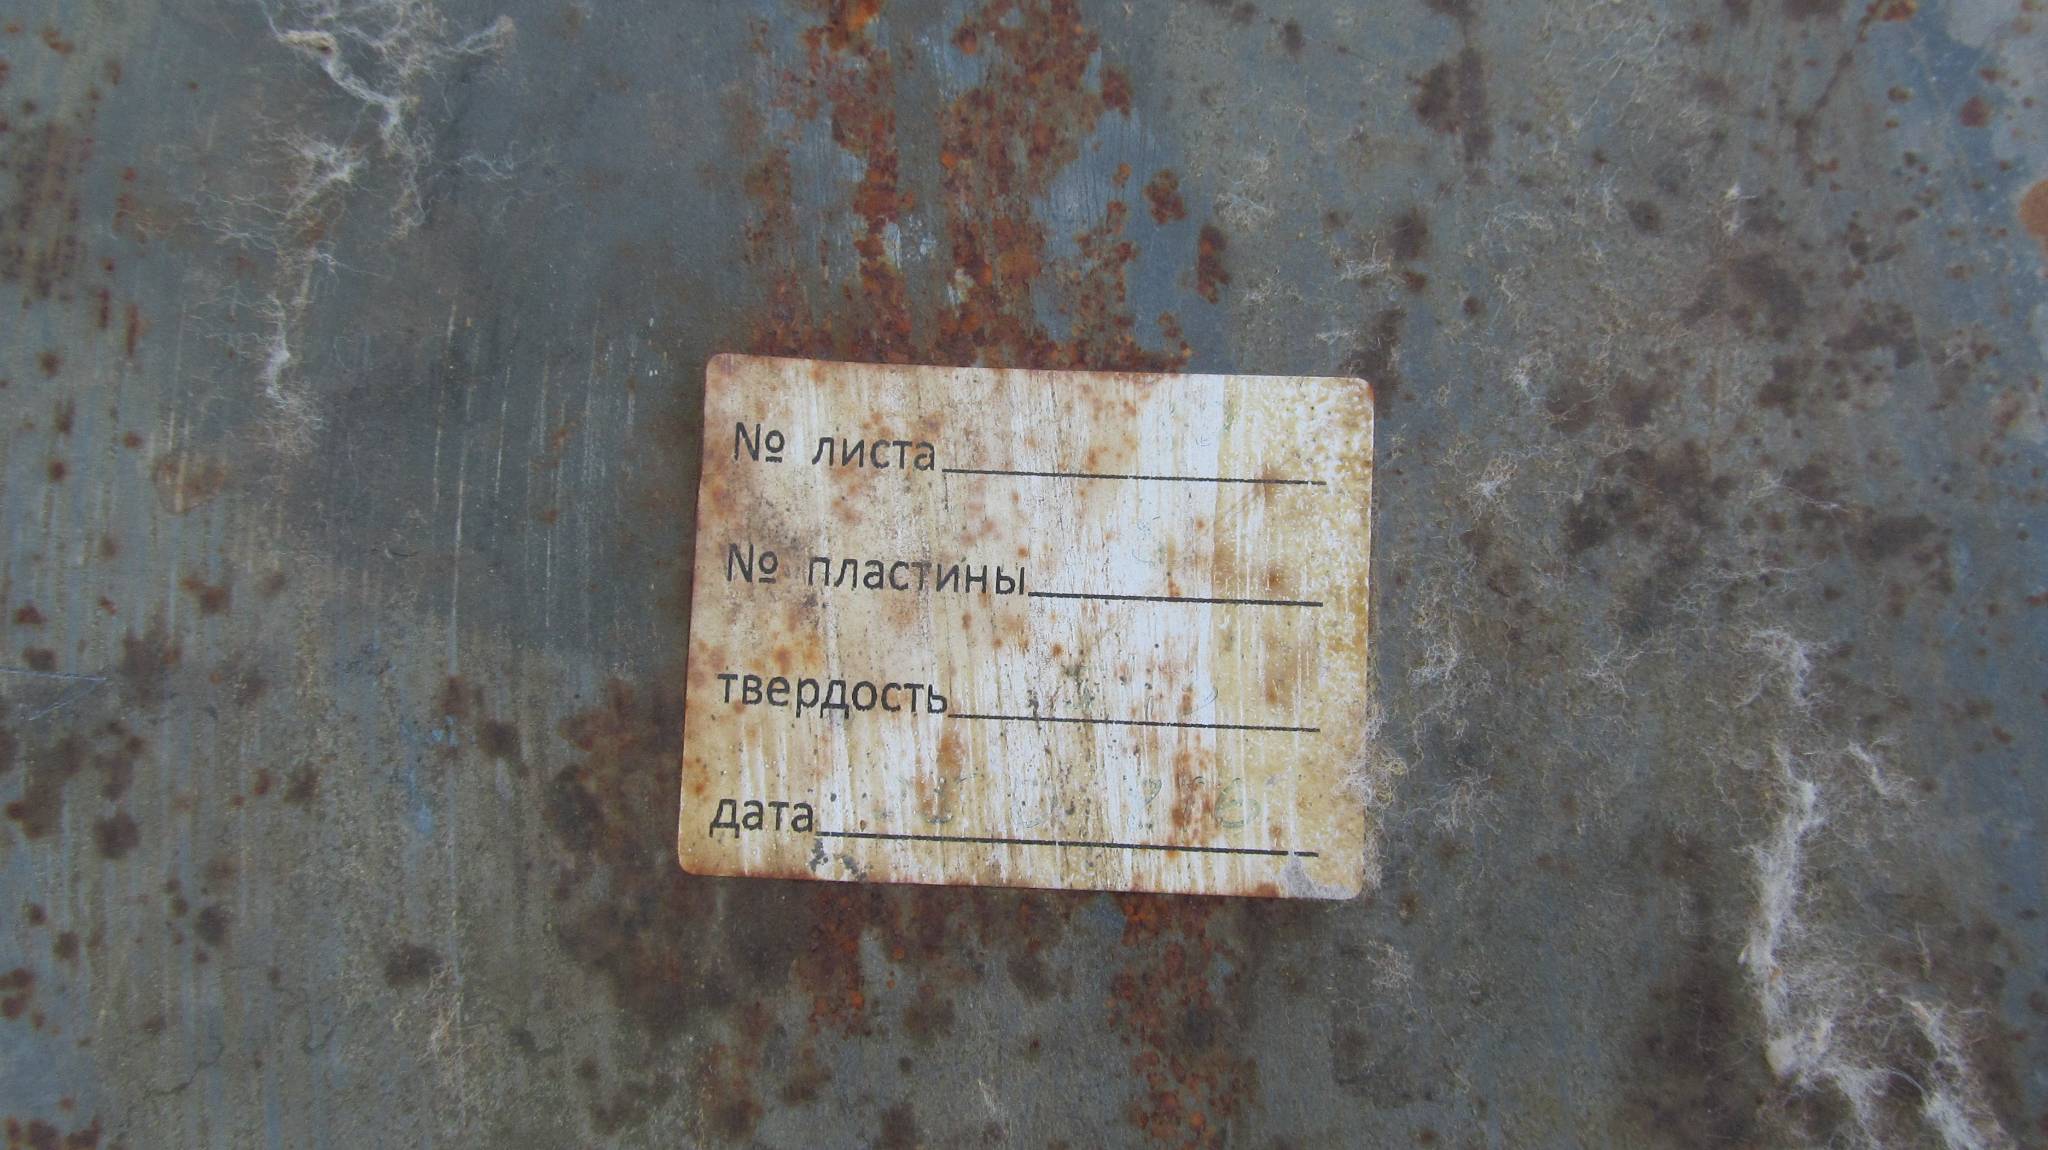 № листа
№ пластины
твердость
дата